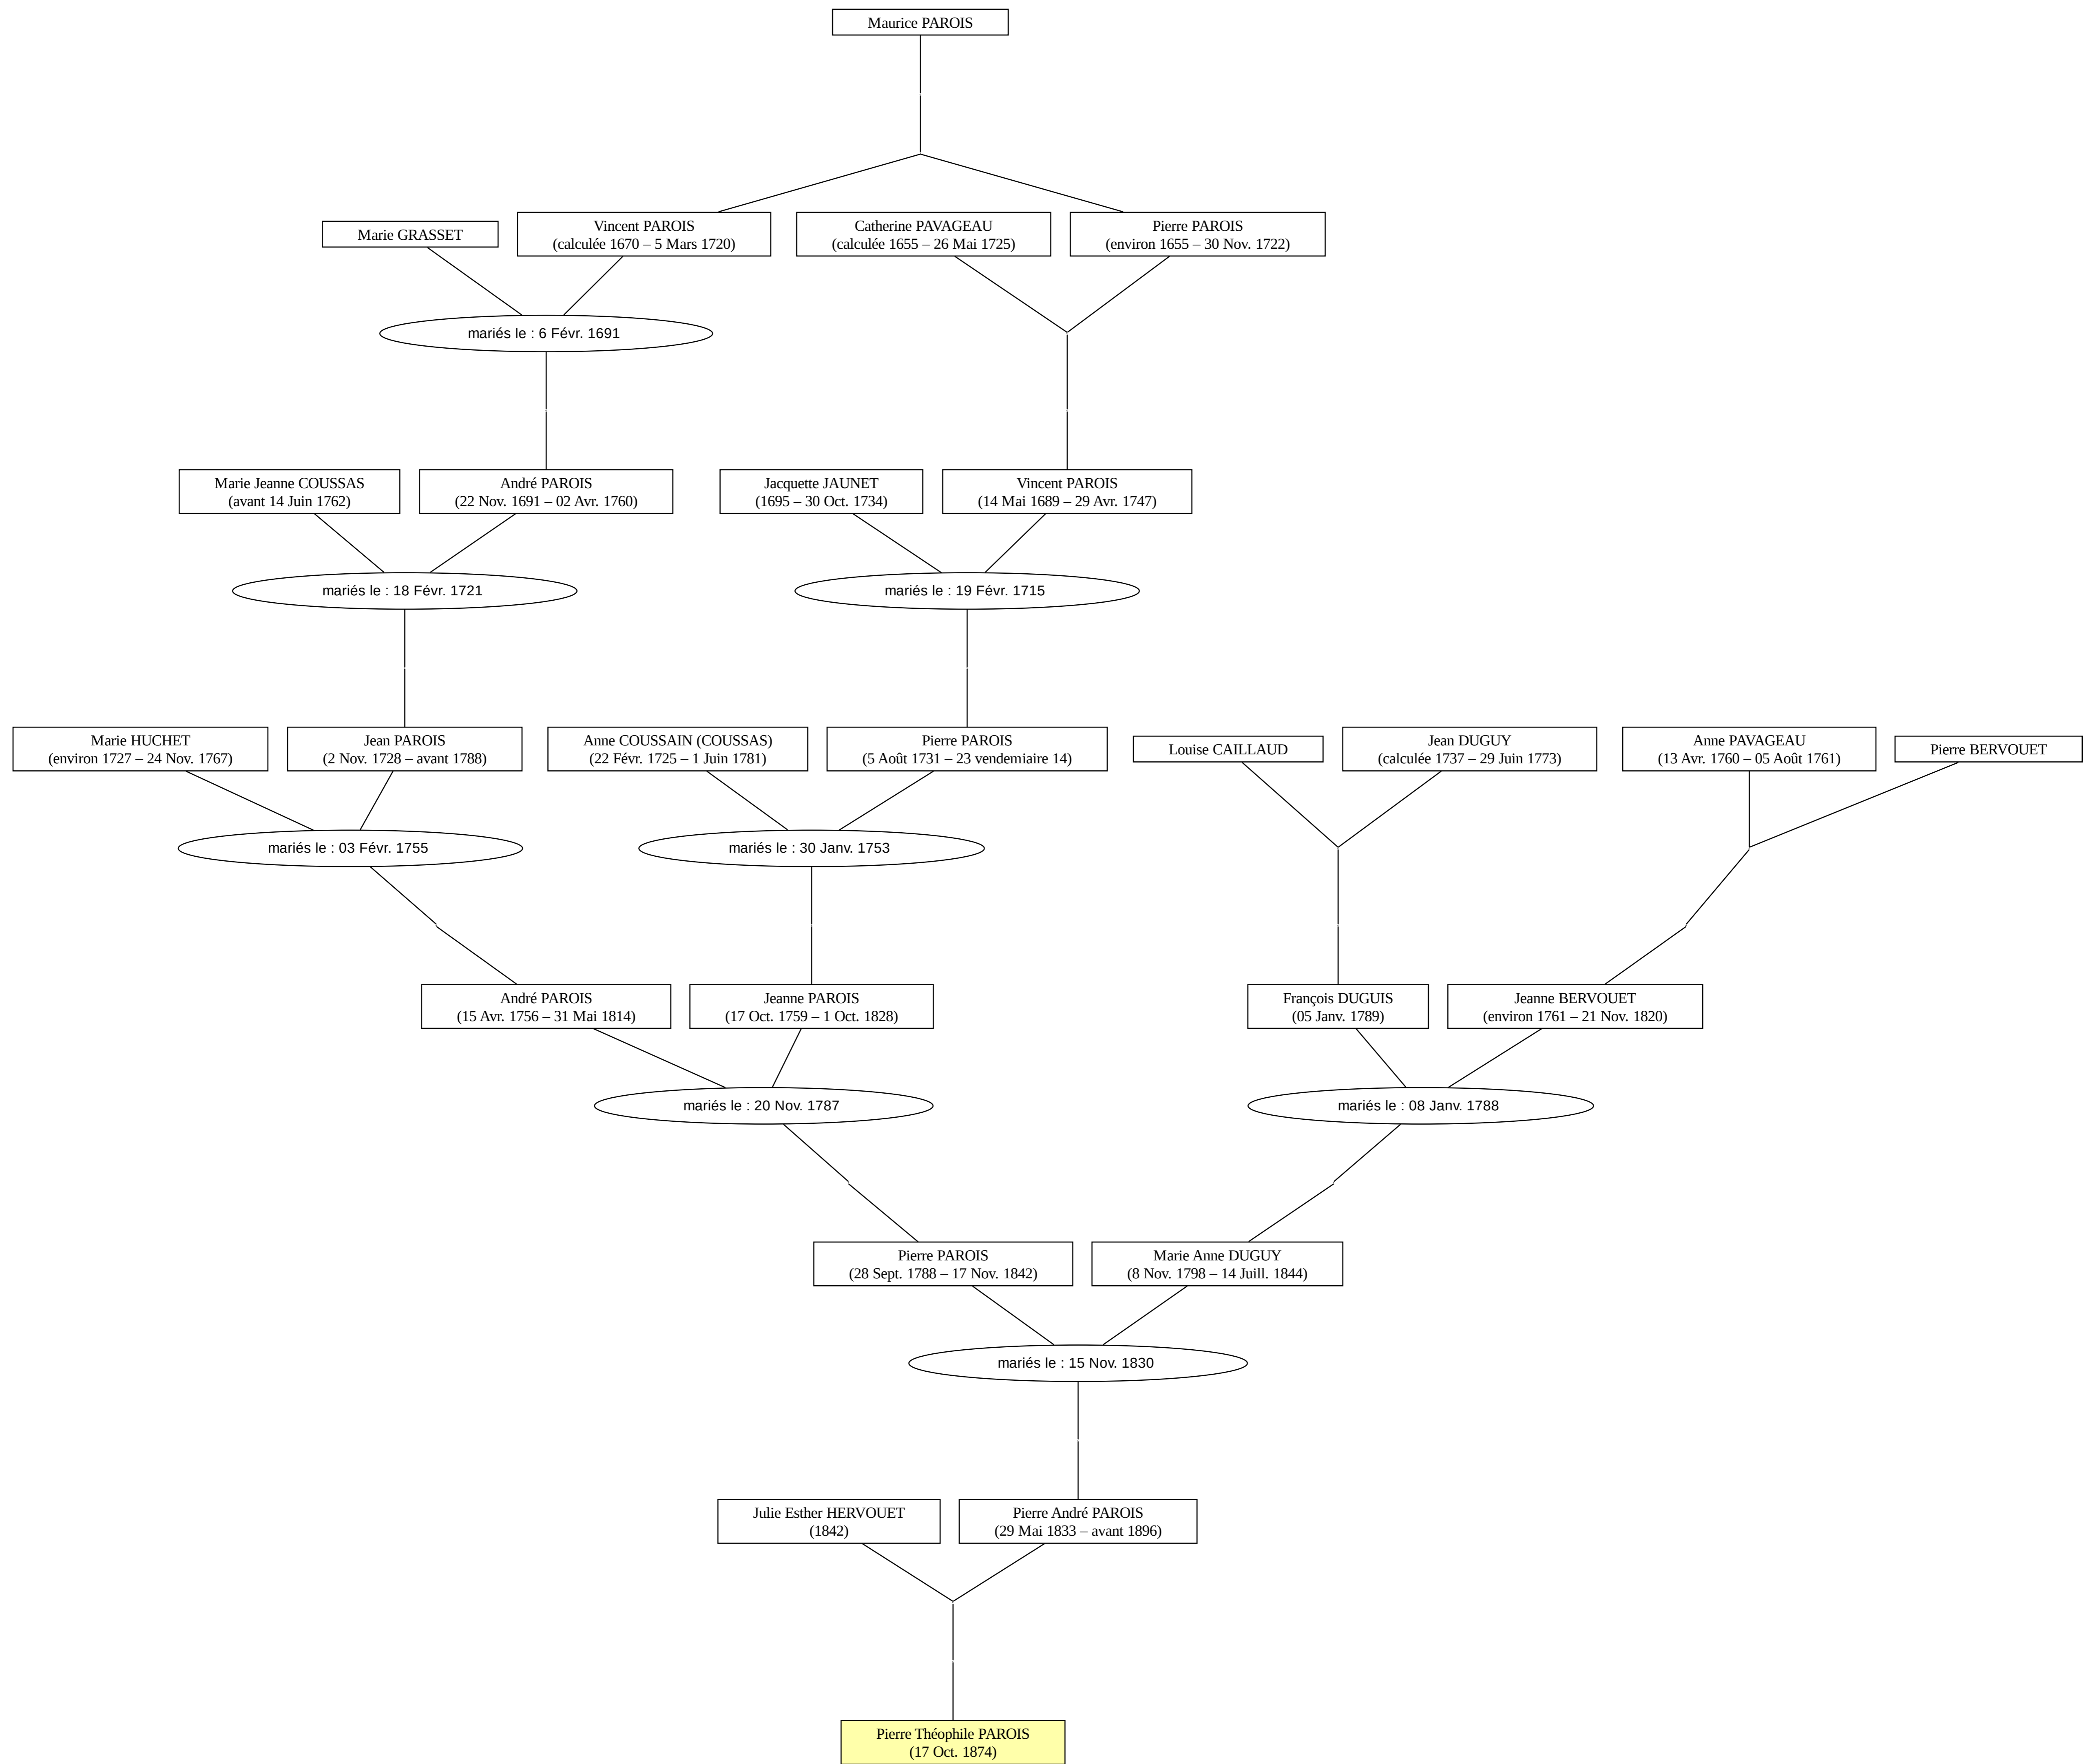 Maurice PAROIS
Marie GRASSET
Vincent PAROIS
(calculée 1670 – 5 Mars 1720)
Catherine PAVAGEAU
(calculée 1655 – 26 Mai 1725)
Pierre PAROIS
(environ 1655 – 30 Nov. 1722)
mariés le : 6 Févr. 1691
Marie Jeanne COUSSAS
(avant 14 Juin 1762)
André PAROIS
(22 Nov. 1691 – 02 Avr. 1760)
Jacquette JAUNET
(1695 – 30 Oct. 1734)
Vincent PAROIS
(14 Mai 1689 – 29 Avr. 1747)
mariés le : 18 Févr. 1721
mariés le : 19 Févr. 1715
Marie HUCHET
(environ 1727 – 24 Nov. 1767)
Jean PAROIS
(2 Nov. 1728 – avant 1788)
Anne COUSSAIN (COUSSAS)
(22 Févr. 1725 – 1 Juin 1781)
Pierre PAROIS
(5 Août 1731 – 23 vendemiaire 14)
Louise CAILLAUD
Jean DUGUY
(calculée 1737 – 29 Juin 1773)
Anne PAVAGEAU
(13 Avr. 1760 – 05 Août 1761)
Pierre BERVOUET
mariés le : 03 Févr. 1755
mariés le : 30 Janv. 1753
André PAROIS
(15 Avr. 1756 – 31 Mai 1814)
Jeanne PAROIS
(17 Oct. 1759 – 1 Oct. 1828)
François DUGUIS
(05 Janv. 1789)
Jeanne BERVOUET
(environ 1761 – 21 Nov. 1820)
mariés le : 20 Nov. 1787
mariés le : 08 Janv. 1788
Pierre PAROIS
(28 Sept. 1788 – 17 Nov. 1842)
Marie Anne DUGUY
(8 Nov. 1798 – 14 Juill. 1844)
mariés le : 15 Nov. 1830
Julie Esther HERVOUET
(1842)
Pierre André PAROIS
(29 Mai 1833 – avant 1896)
Pierre Théophile PAROIS
(17 Oct. 1874)